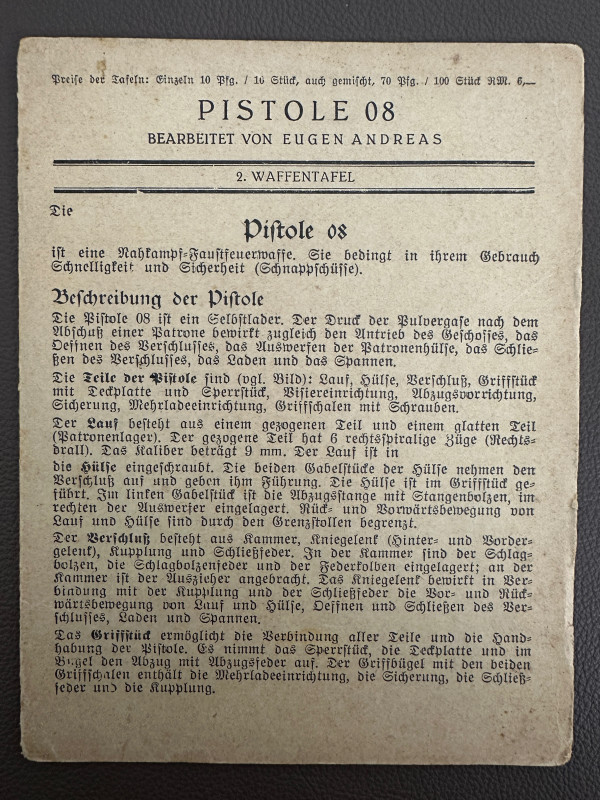 Preise der Tafeln: Einzeln 10 Pfg. / 10 Stück, auch gemischt, 70 Pfg. / 100 Stück RM. 6,—
PISTOLE 08
BEARBEITET VON EUGEN ANDREAS
2. WAFFENTAFEL
Die
Pistole 08
ist eine Nahkampf-Faustfeuerwaffe. Sie bedingt in ihrem Gebrauch
Schnelligkeit und Sicherheit (Schnappschüsse).
Beschreibung der Pistole
Die Pistole 08 ist ein Selbstlader. Der Druck der Pulvergase nach dem
Abschuß einer Patrone bewirkt zugleich den Antrieb des Geschosses, das
Oeffnen des Verschlusses, das Auswerfen der Patronenhülse, das Schlie-
ßen des Verschlusses, das Laden und das Spannen.
Die Teile der Pistole sind (vgl. Bild): Lauf, Hülse, Verschluß, Griffstück
mit Deckplatte und Sperrstück, Visiereinrichtung, Abzugsvorrichtung,
Sicherung, Mehrladeeinrichtung, Griffschalen mit Schrauben.
Der Lauf besteht aus einem gezogenen Teil und einem glatten Teil
(Patronenlager). Der gezogene Teil hat 6 rechtsspiralige Züge (Rechts-
drall). Das Kaliber beträgt 9 mm. Der Lauf ist in
die Hülse eingeschraubt. Die beiden Gabelstücke der Hülse nehmen den
Verschluß auf und geben ihm Führung. Die Hülse ist im Griffstück ge-
führt. Im linken Gabelstück ist die Abzugstange mit Stangenbolzen, im
rechten der Auswerfer eingelagert. Rück- und Vorwärtsbewegung von
Lauf und Hülse sind durch den Grenzstollen begrenzt.
Der Verschluß besteht aus Kammer, Kniegelenk (Hinter- und Vorder-
gelenk), Kupplung und Schließfeder. In der Kammer sind der Schlag-
bolzen, die Schlagbolzenfeder und der Federkolben eingelagert; an der
Kammer ist der Auszieher angebracht. Das Kniegelenk bewirkt in Ver-
bindung mit der Kupplung und der Schließfeder die Vor- und Rück-
wärtsbewegung von Lauf und Hülse, Oeffnen und Schließen des Ver-
schlusses, Laden und Spannen.
Das Griffstück ermöglicht die Verbindung aller Teile und die Hand-
habung der Pistole. Es nimmt das Sperrstück, die Deckplatte und im
Bügel den Abzug mit Abzugsfeder auf. Der Griffbügel mit den beiden
Griffschalen enthält die Mehrladeeinrichtung, die Sicherung, die Schließ-
feder und die Kupplung.